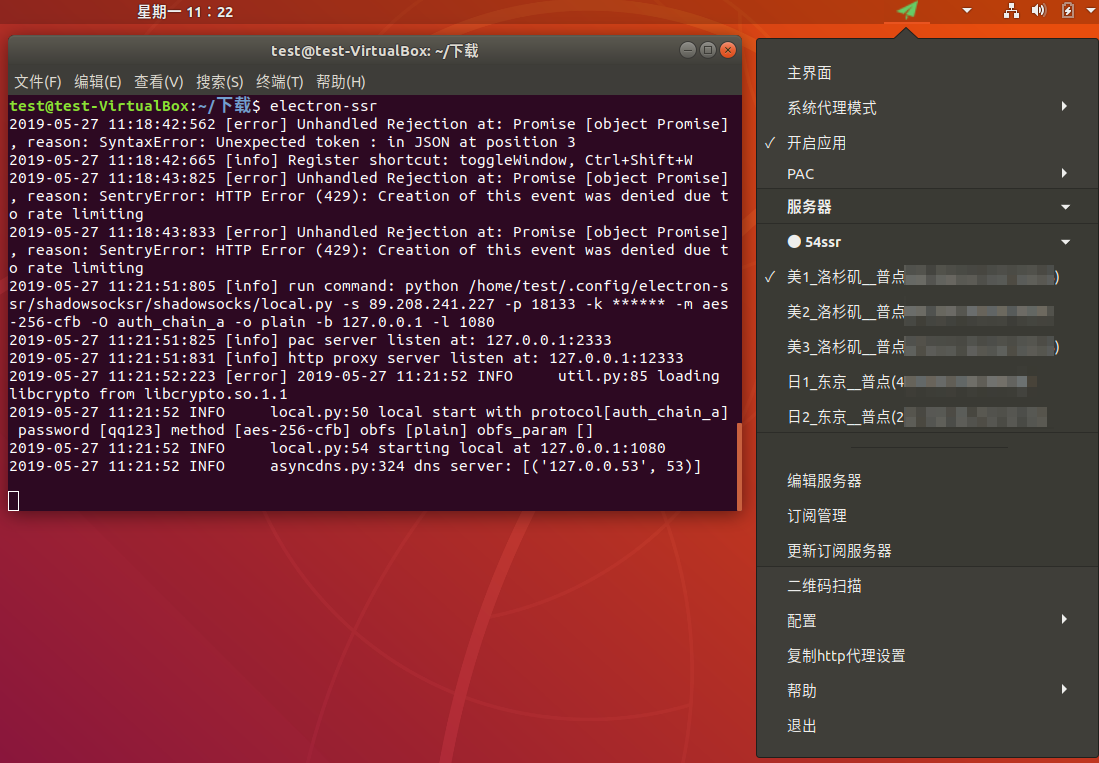 星期一 11：22
test@test-VirtualBox: ~/下载
文件(F) 编辑(E) 查看(V) 搜索(S) 终端(T) 帮助(H)
test@test-VirtualBox:~/下载$ electron-ssr
2019-05-27 11:18:42:562 [error] Unhandled Rejection at: Promise [object Promise]
, reason: SyntaxError: Unexpected token : in JSON at position 3
2019-05-27 11:18:42:665 [info] Register shortcut: toggleWindow, Ctrl+Shift+W
2019-05-27 11:18:43:825 [error] Unhandled Rejection at: Promise [object Promise]
, reason: SentryError: HTTP Error (429): Creation of this event was denied due t
o rate limiting
2019-05-27 11:18:43:833 [error] Unhandled Rejection at: Promise [object Promise]
, reason: SentryError: HTTP Error (429): Creation of this event was denied due t
o rate limiting
2019-05-27 11:21:51:805 [info] run command: python /home/test/.config/electron-s
sr/shadowsocksr/shadowsocks/local.py -s 89.208.241.227 -p 18133 -k ****** -m aes
-256-cfb -O auth_chain_a -o plain -b 127.0.0.1 -l 1080
2019-05-27 11:21:51:825 [info] pac server listen at: 127.0.0.1:2333
2019-05-27 11:21:51:831 [info] http proxy server listen at: 127.0.0.1:12333
2019-05-27 11:21:52:223 [error] 2019-05-27 11:21:52 INFO     util.py:85 loading
libcrypto from libcrypto.so.1.1
2019-05-27 11:21:52 INFO     local.py:50 local start with protocol[auth_chain_a]
 password [qq123] method [aes-256-cfb] obfs [plain] obfs_param []
2019-05-27 11:21:52 INFO     local.py:54 starting local at 127.0.0.1:1080
2019-05-27 11:21:52 INFO     asyncdns.py:324 dns server: [('127.0.0.53', 53)]
主界面
系统代理模式
✓ 开启应用
PAC
服务器
54ssr
✓ 美1_洛杉矶__普点 )
美2_洛杉矶__普点
美3_洛杉矶__普点 )
日1_东京__普点(4
日2_东京__普点(2
编辑服务器
订阅管理
更新订阅服务器
二维码扫描
配置
复制http代理设置
帮助
退出